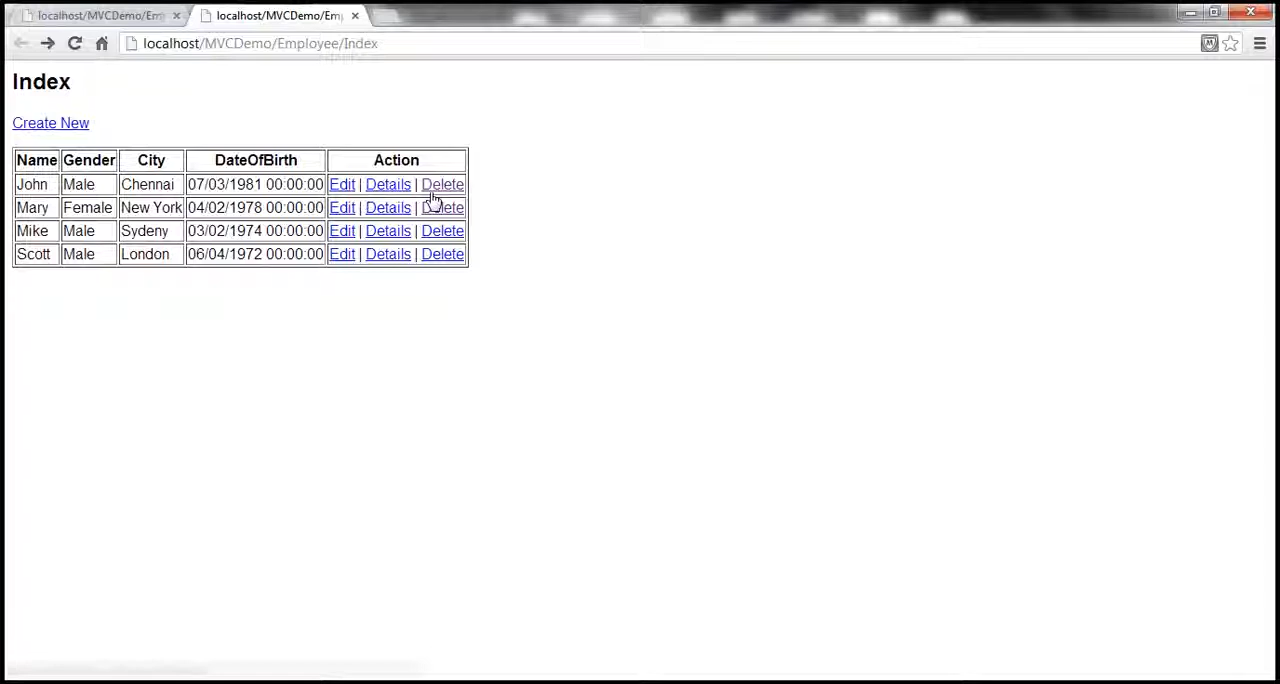 localhost/MVCDemo/Em localhost/MVCDemo/Emp
localhost/MVCDemo/Employee/Index
Index
Create New
Name Gender City DateOfBirth Action
John Male Chennai 07/03/1981 00:00:00 Edit | Details | Delete
Mary Female New York 04/02/1978 00:00:00 Edit | Details | Delete
Mike Male Sydeny 03/02/1974 00:00:00 Edit | Details | Delete
Scott Male London 06/04/1972 00:00:00 Edit | Details | Delete